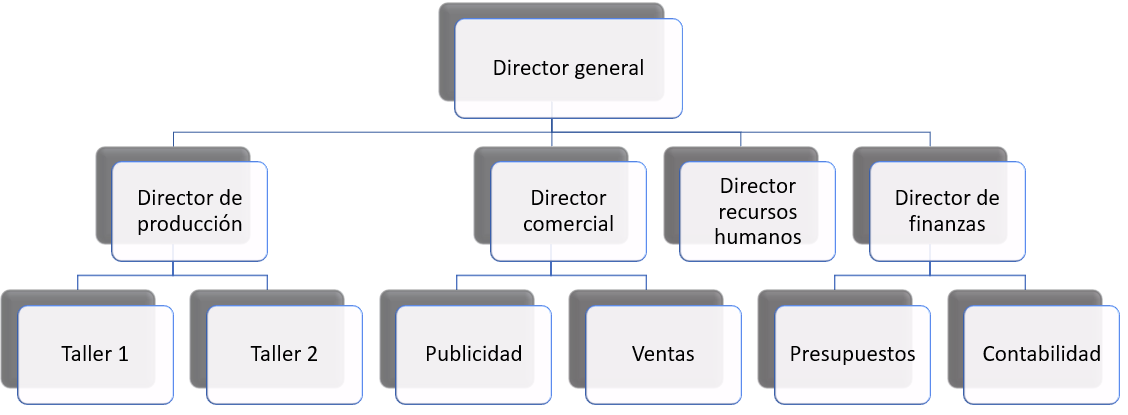 Director general
Director de
producción
Director
comercial
Director
recursos
humanos
Director de
finanzas
Taller 1
Taller 2
Publicidad
Ventas
Presupuestos
Contabilidad